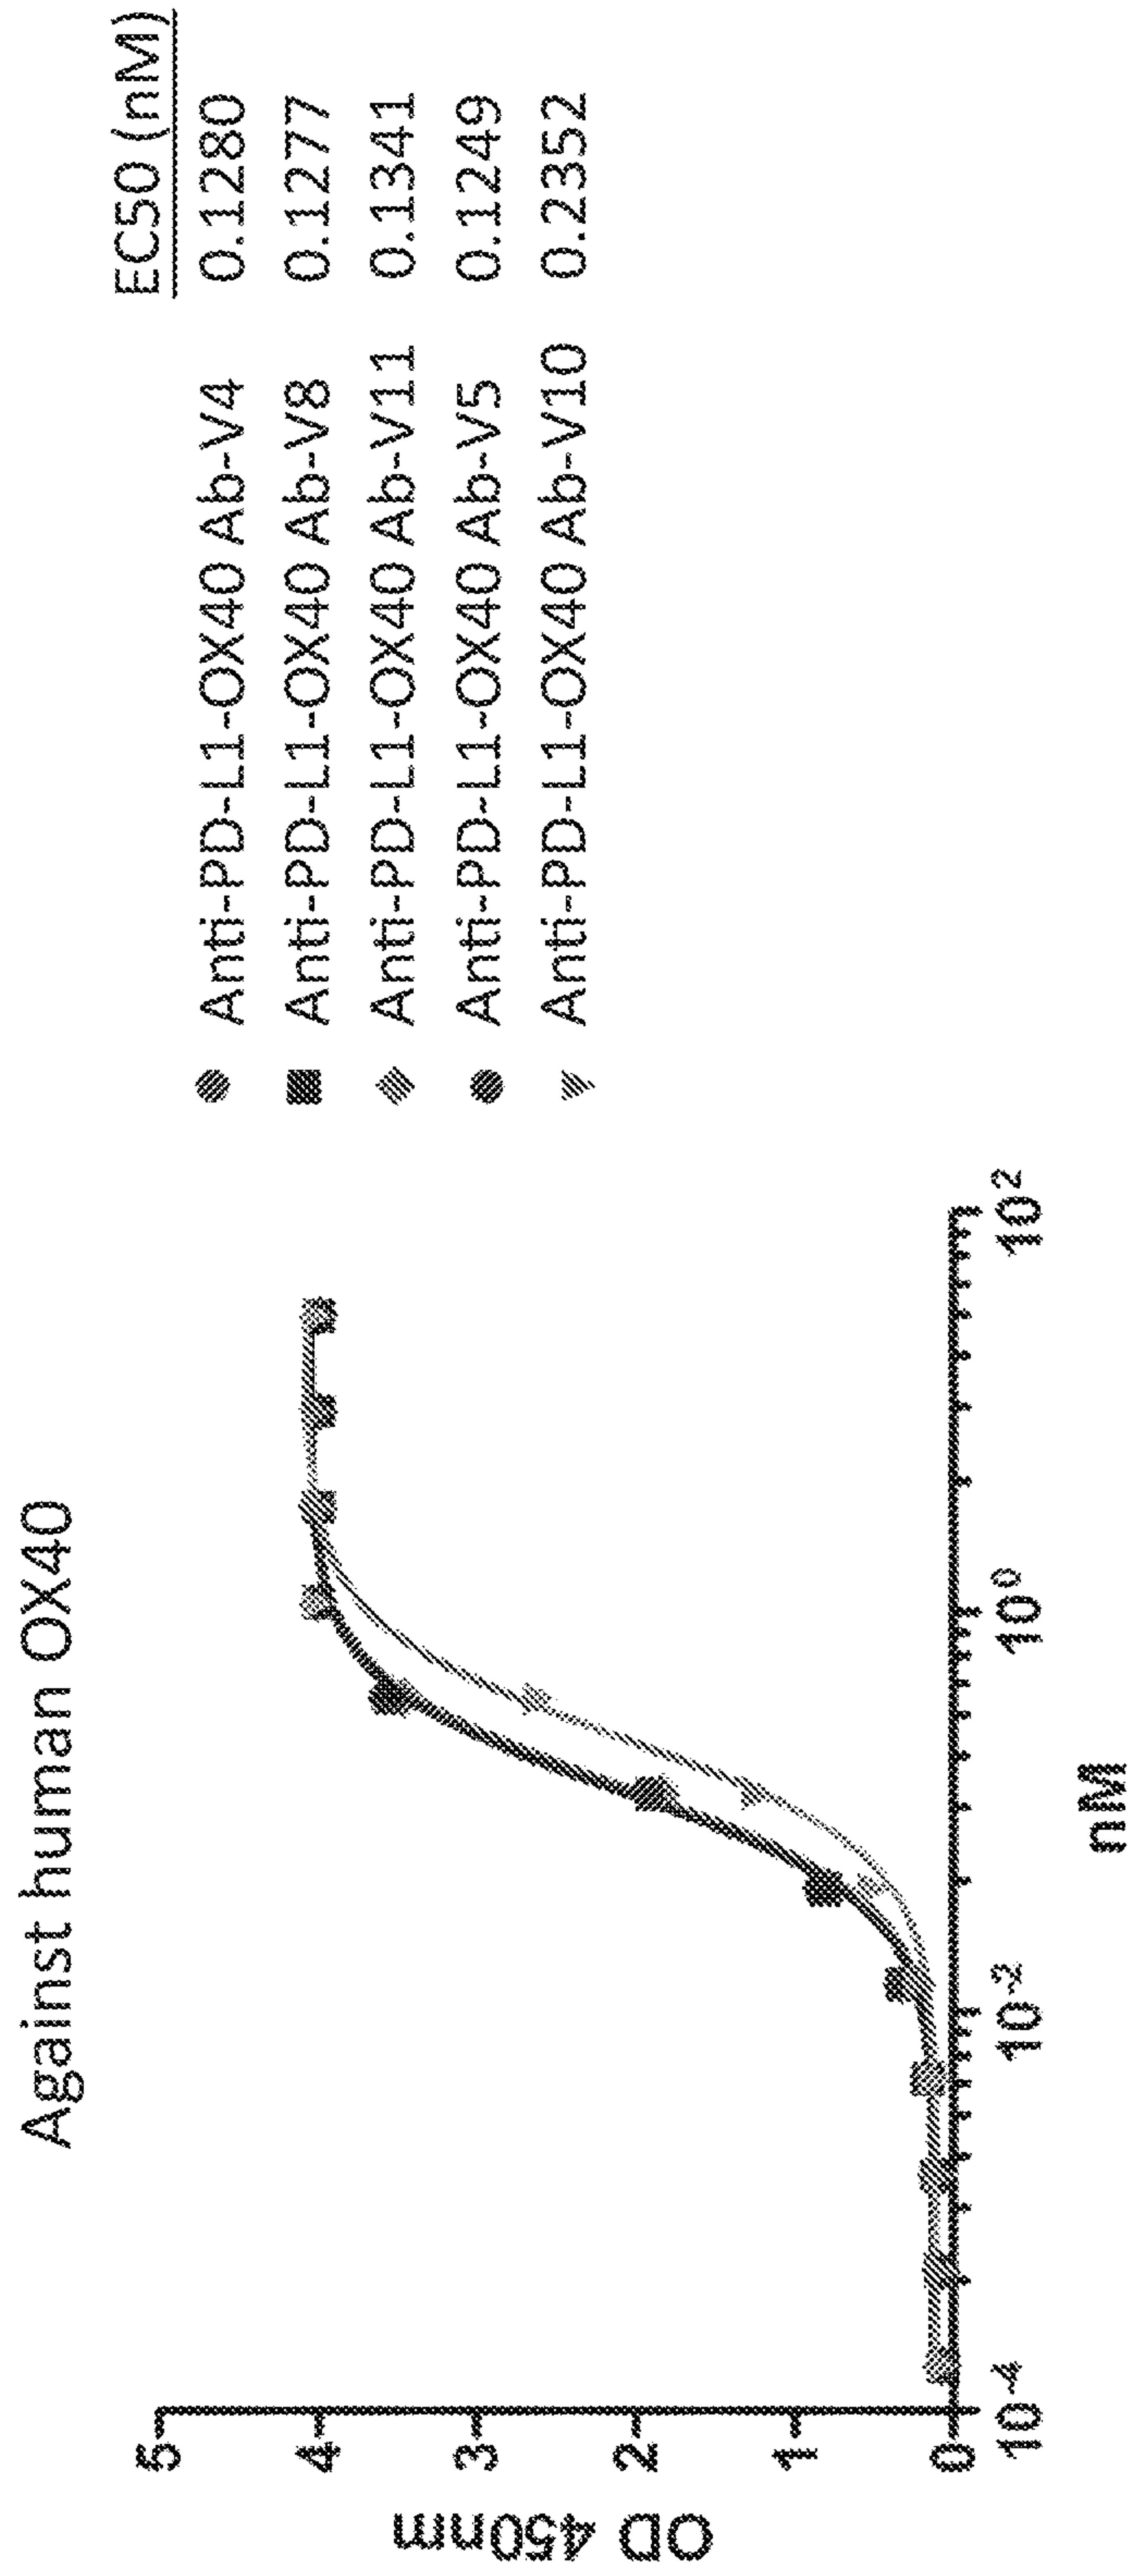 Against human OX40
EC50 (nM)
Anti-PD-L1-OX40 Ab-V4 0.1280
Anti-PD-L1-OX40 Ab-V8 0.1277
Anti-PD-L1-OX40 Ab-V11 0.1341
Anti-PD-L1-OX40 Ab-V5 0.1249
Anti-PD-L1-OX40 Ab-V10 0.2352
OD 450nm
5
4
3
2
1
0
10⁻⁴ 10⁻² 10⁰ 10²
nM